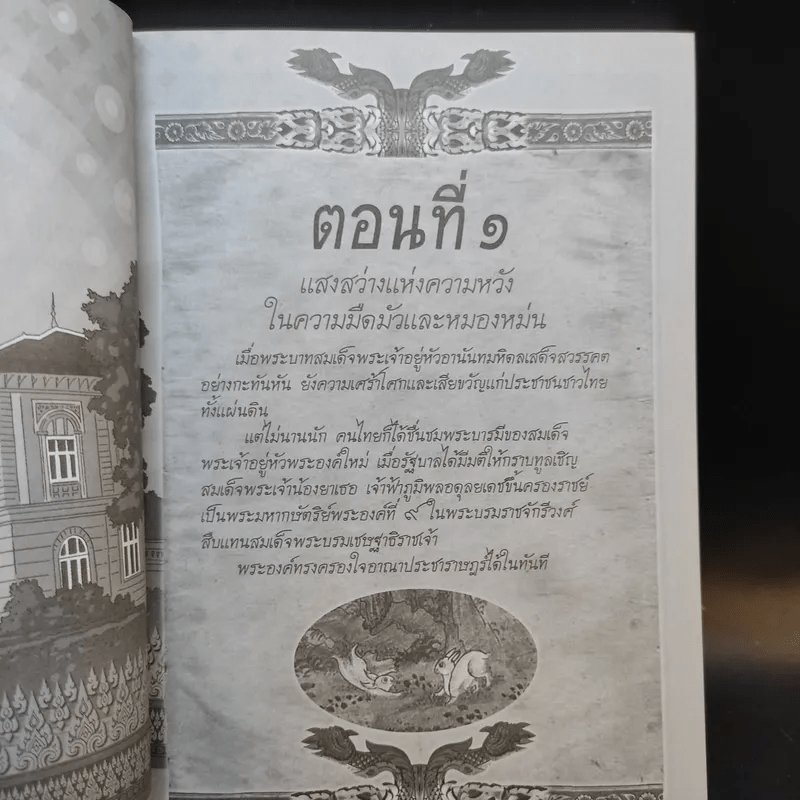 ตอนที่ ๑
แสงสว่างแห่งความหวัง
ในความมืดมัวและหมองหม่น
เมื่อพระบาทสมเด็จพระเจ้าอยู่หัวอานันทมหิดลเสด็จสวรรคต
อย่างกะทันหัน ยังความเศร้าโศกและเสียขวัญแก่ประชาชนชาวไทย
ทั้งแผ่นดิน
แต่ไม่นานนัก คนไทยก็ได้ชื่นชมพระบารมีของสมเด็จ
พระเจ้าอยู่หัวพระองค์ใหม่ เมื่อรัฐบาลได้มีมติให้กราบทูลเชิญ
สมเด็จพระเจ้าน้องยาเธอ เจ้าฟ้าภูมิพลอดุลยเดชขึ้นครองราชย์
เป็นพระมหากษัตริย์พระองค์ที่ ๙ ในพระบรมราชจักรีวงศ์
สืบแทนสมเด็จพระบรมเชษฐาธิราชเจ้า
พระองค์ทรงครองใจอาณาประชาราษฎร์ได้ในทันที